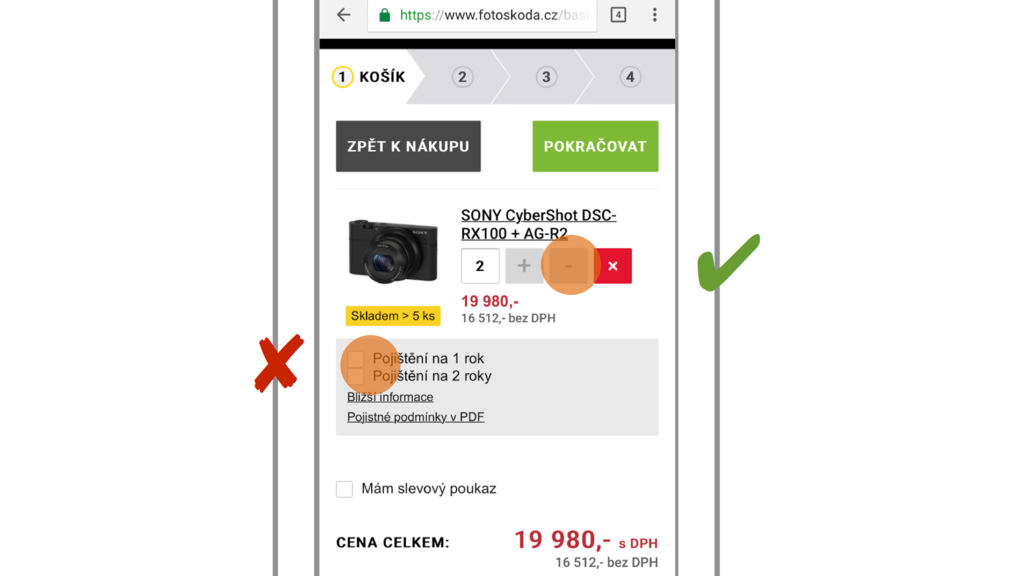 https://www.fotoskoda.cz/bask
4
1 KOŠÍK 2 3 4
ZPĚT K NÁKUPU POKRAČOVAT
SONY CyberShot DSC-
RX100 + AG-R2
SONY
2 + - ×
19 980,-
16 512,- bez DPH
Skladem > 5 ks
Pojištění na 1 rok
Pojištění na 2 roky
Bližší informace
Pojistné podmínky v PDF
Mám slevový poukaz
CENA CELKEM: 19 980,- s DPH
16 512,- bez DPH